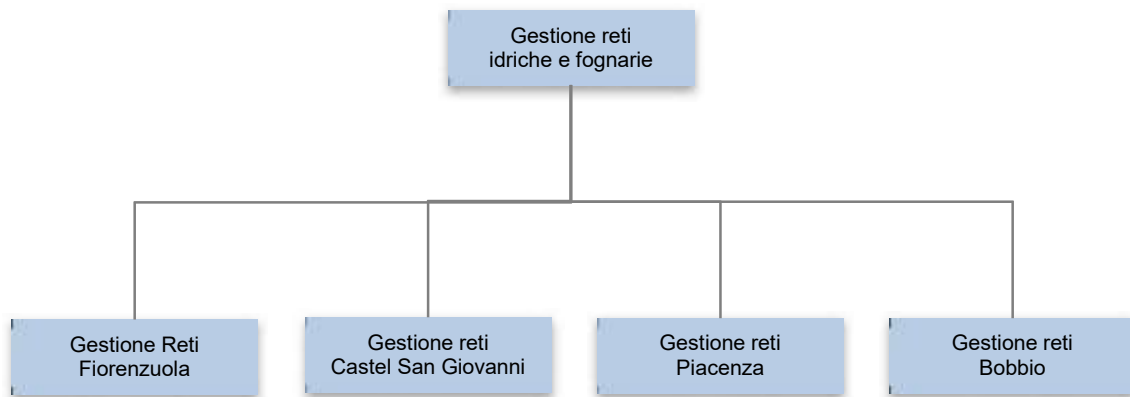 Gestione reti
idriche e fognarie
Gestione Reti
Fiorenzuola
Gestione reti
Castel San Giovanni
Gestione reti
Piacenza
Gestione reti
Bobbio